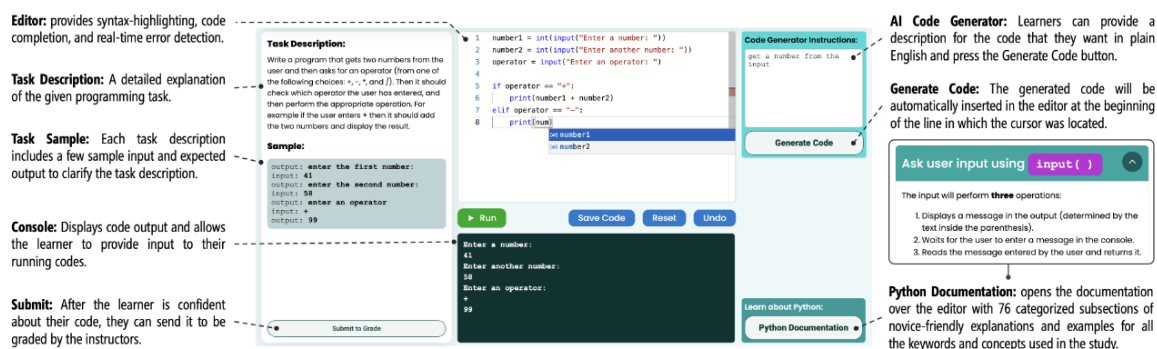 Editor: provides syntax-highlighting, code
completion, and real-time error detection.
Task Description: A detailed explanation
of the given programming task.
Task Sample: Each task description
includes a few sample input and expected
output to clarify the task description.
Console: Displays code output and allows
the learner to provide input to their
running codes.
Submit: After the learner is confident
about their code, they can send it to be
graded by the instructors.
Task Description:
Write a program that gets two numbers from the
user and then asks for an operator (from one of
the following choices: +, -, *, and /). Then it should
check which operator the user has entered, and
then perform the appropriate operation. For
example if the user enters + then it should add
the two numbers and display the result.
Sample:
output: enter the first number:
input: 41
output: enter the second number:
input: 58
output: enter an operator
input: +
output: 99
Submit to Grade
1 number1 = int(input("Enter a number: "))
2 number2 = int(input("Enter another number: "))
3 operator = input("Enter an operator: ")
4
5 if operator == "+":
6 print(number1 + number2)
7 elif operator == "-":
8 print(num)
number1
number2
Run
Save Code
Reset
Undo
Enter a number:
41
Enter another number:
58
Enter an operator:
+
99
Code Generator Instructions:
get a number from the
input
Generate Code
Learn about Python:
Python Documentation
AI Code Generator: Learners can provide a
description for the code that they want in plain
English and press the Generate Code button.
Generate Code: The generated code will be
automatically inserted in the editor at the beginning
of the line in which the cursor was located.
Ask user input using input( )
The input will perform three operations:
1. Displays a message in the output (determined by the
text inside the parenthesis).
2. Waits for the user to enter a message in the console.
3. Reads the message entered by the user and returns it.
Python Documentation: opens the documentation
over the editor with 76 categorized subsections of
novice-friendly explanations and examples for all
the keywords and concepts used in the study.